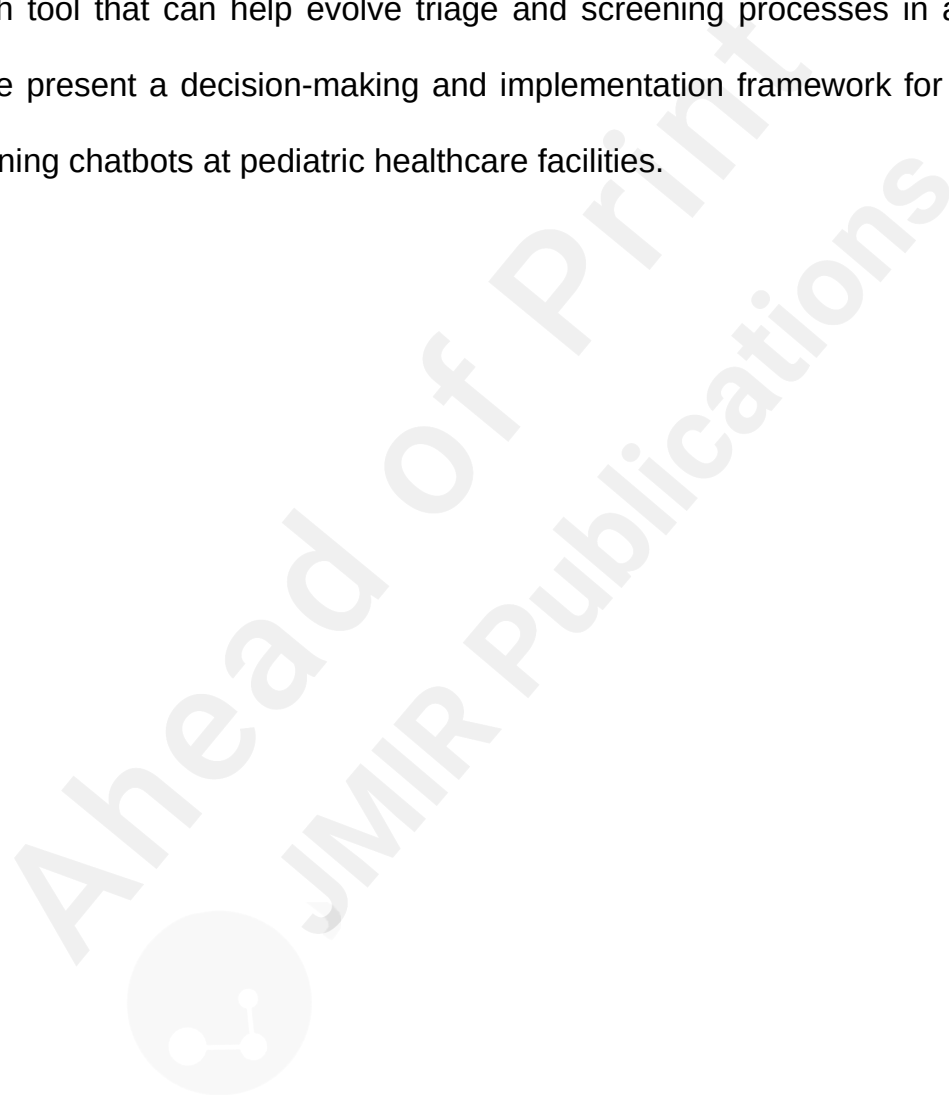 h tool that can help evolve triage and screening processes in a
e present a decision-making and implementation framework for
ning chatbots at pediatric healthcare facilities.
Ahead of Print
JMIR Publications